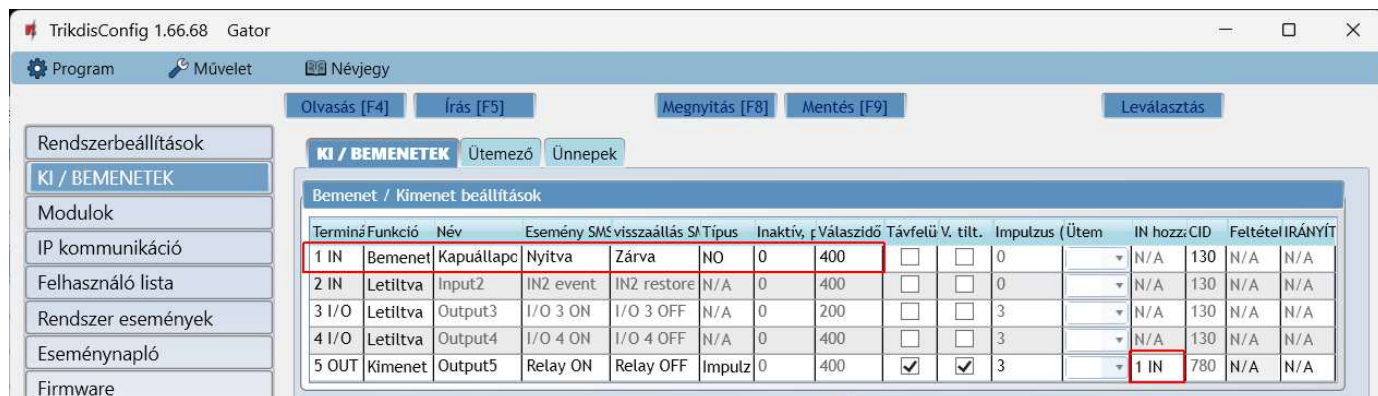 TrikdisConfig 1.66.68 Gator
Program Művelet Névjegy
Olvasás [F4] Írás [F5] Megnyitás [F8] Mentés [F9] Leválasztás
Rendszerbeállítások
KI / BEMENETEK
Modulok
IP kommunikáció
Felhasználó lista
Rendszer események
Eseménynapló
Firmware
KI / BEMENETEK Ütemező Ünnepek
Bemenet / Kimenet beállítások
Terminá Funkció Név Esemény SMS visszaállás SM Típus Inaktív, p Válaszidő Távfelü V. tilt. Impulzus ( Ütem IN hozzá CID Feltétel IRÁNYÍT
1 IN Bemenet Kapuállapo Nyitva Zárva NO 0 400 0 N/A 130 N/A N/A
2 IN Letiltva Input2 IN2 event IN2 restore N/A 0 400 0 N/A 130 N/A N/A
3 I/O Letiltva Output3 I/O 3 ON I/O 3 OFF N/A 0 200 3 N/A 130 N/A N/A
4 I/O Letiltva Output4 I/O 4 ON I/O 4 OFF N/A 0 400 3 N/A 130 N/A N/A
5 OUT Kimenet Output5 Relay ON Relay OFF Impulz 0 400 3 1 IN 780 N/A N/A